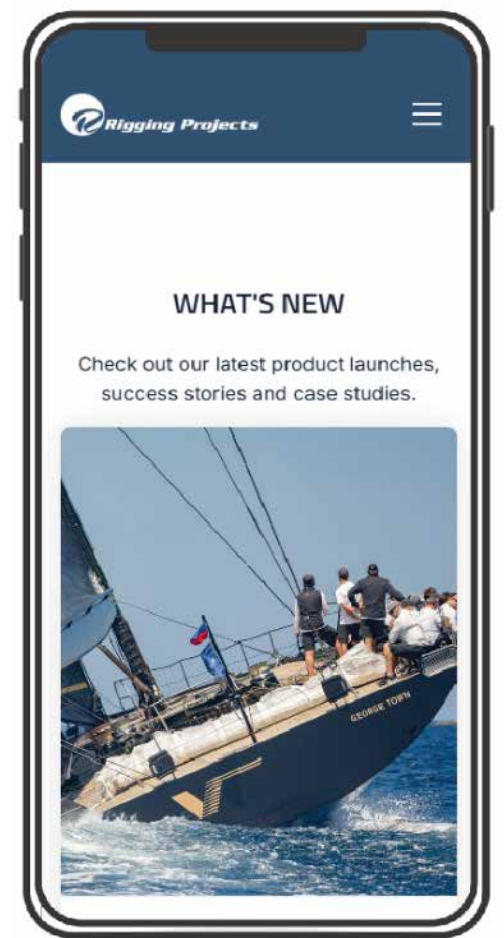 Rigging Projects
WHAT'S NEW
Check out our latest product launches,
success stories and case studies.
GEORGE TOWN